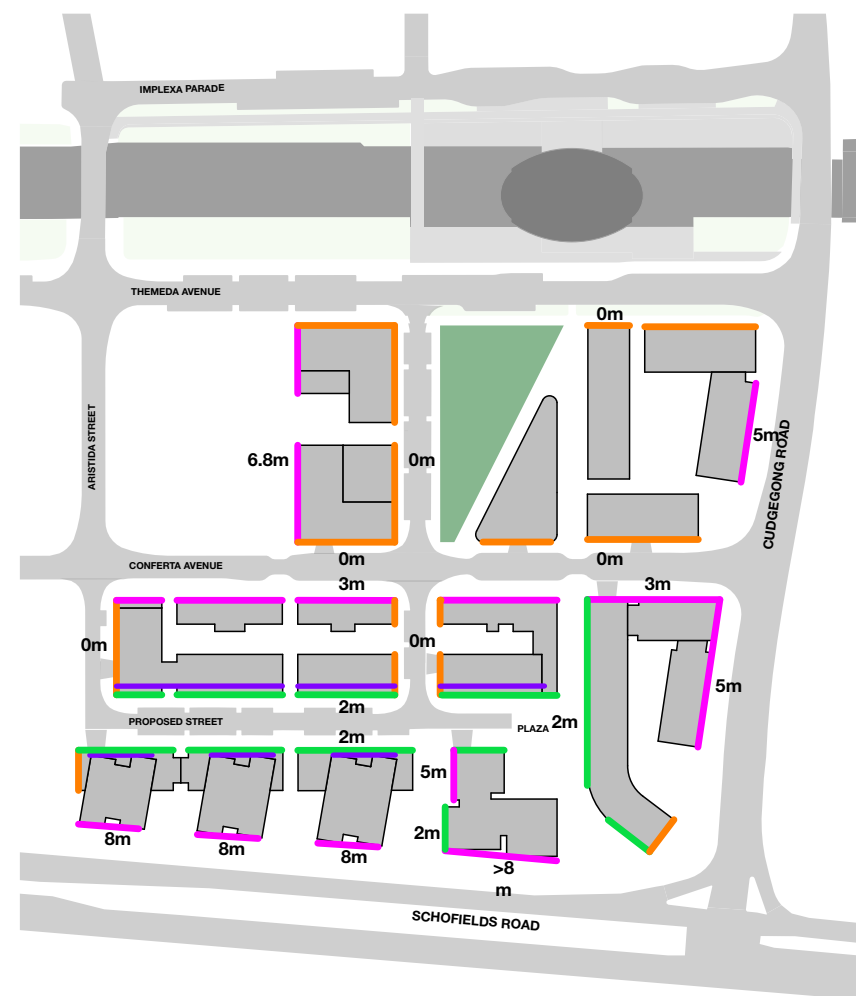 IMPLEXA PARADE
THEMEDA AVENUE
0m
ARISTIDA STREET
5m
CUDGEGONG ROAD
6.8m
0m
0m
0m
CONFERTA AVENUE
3m
3m
0m
0m
5m
2m
PROPOSED STREET
PLAZA
2m
2m
5m
2m
8m
8m
8m
>8
m
SCHOFIELDS ROAD